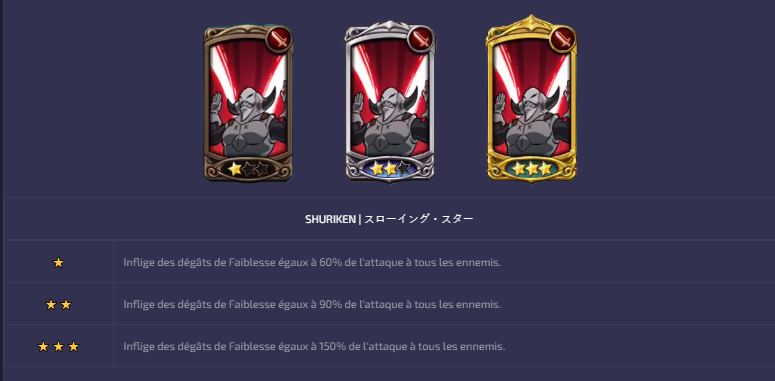 SHURIKEN | スローイング・スター
Inflige des dégâts de Faiblesse égaux à 60% de l'attaque à tous les ennemis.
Inflige des dégâts de Faiblesse égaux à 90% de l'attaque à tous les ennemis.
Inflige des dégâts de Faiblesse égaux à 150% de l'attaque à tous les ennemis.